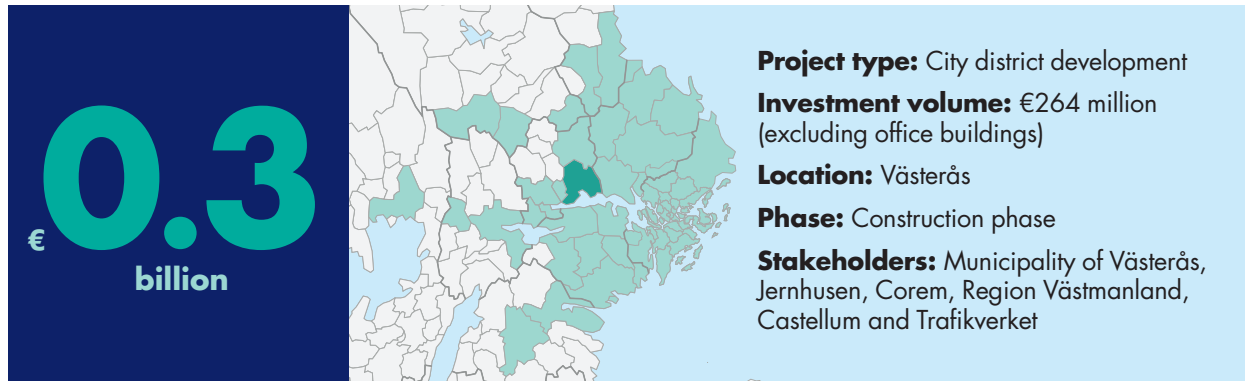 €0.3
billion
Project type: City district development
Investment volume: €264 million
(excluding office buildings)
Location: Västerås
Phase: Construction phase
Stakeholders: Municipality of Västerås,
Jernhusen, Corem, Region Västmanland,
Castellum and Trafikverket